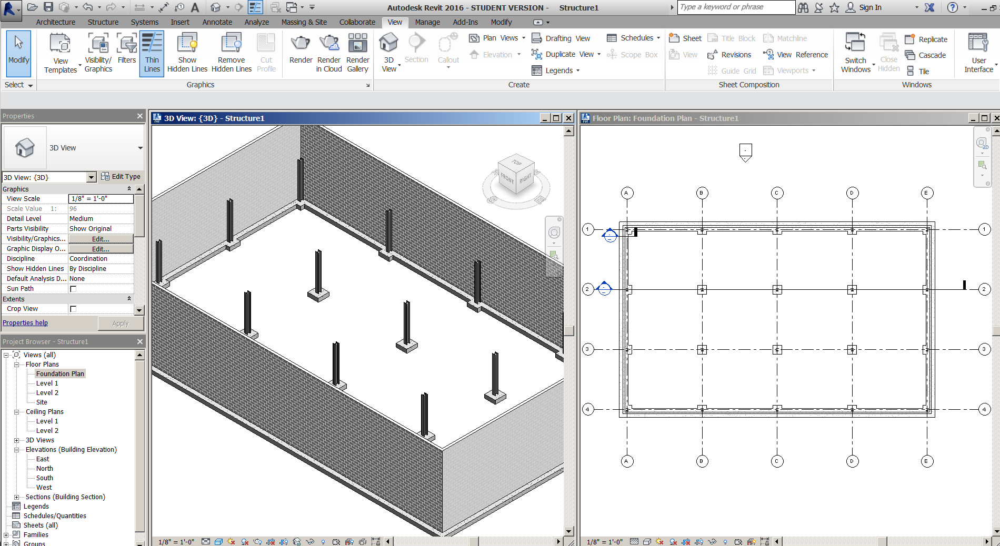 Autodesk Revit 2016 - STUDENT VERSION - Structure1
Type a keyword or phrase
Sign In
Architecture Structure Systems Insert Annotate Analyze Massing & Site Collaborate View Manage Add-Ins Modify
Modify
View Templates
Visibility/ Graphics
Filters
Thin Lines
Show Hidden Lines
Remove Hidden Lines
Cut Profile
Render
Render in Cloud
Render Gallery
3D View
Section
Callout
Plan Views
Elevation
Drafting View
Duplicate View
Legends
Schedules
Scope Box
Sheet
View
Title Block
Revisions
Guide Grid
Matchline
View Reference
Viewports
Switch Windows
Close Hidden
Replicate
Cascade
Tile
User Interface
Select Graphics Create Sheet Composition Windows
Properties
3D View
3D View: {3D} Edit Type
Graphics
View Scale 1/8" = 1'-0"
Scale Value 1: 96
Detail Level Medium
Parts Visibility Show Original
Visibility/Graphics... Edit...
Graphic Display O... Edit...
Discipline Coordination
Show Hidden Lines By Discipline
Default Analysis D... None
Sun Path
Extents
Crop View
Properties help Apply
Project Browser - Structure1
Views (all)
Floor Plans
Foundation Plan
Level 1
Level 2
Site
Ceiling Plans
Level 1
Level 2
3D Views
Elevations (Building Elevation)
East
North
South
West
Sections (Building Section)
Legends
Schedules/Quantities
Sheets (all)
Families
Groups
3D View: {3D} - Structure1
TOP
FRONT RIGHT
1/8" = 1'-0"
Floor Plan: Foundation Plan - Structure1
2D
A B C D E
1 1
2 2
3 3
4 4
A B C D E
1/8" = 1'-0"